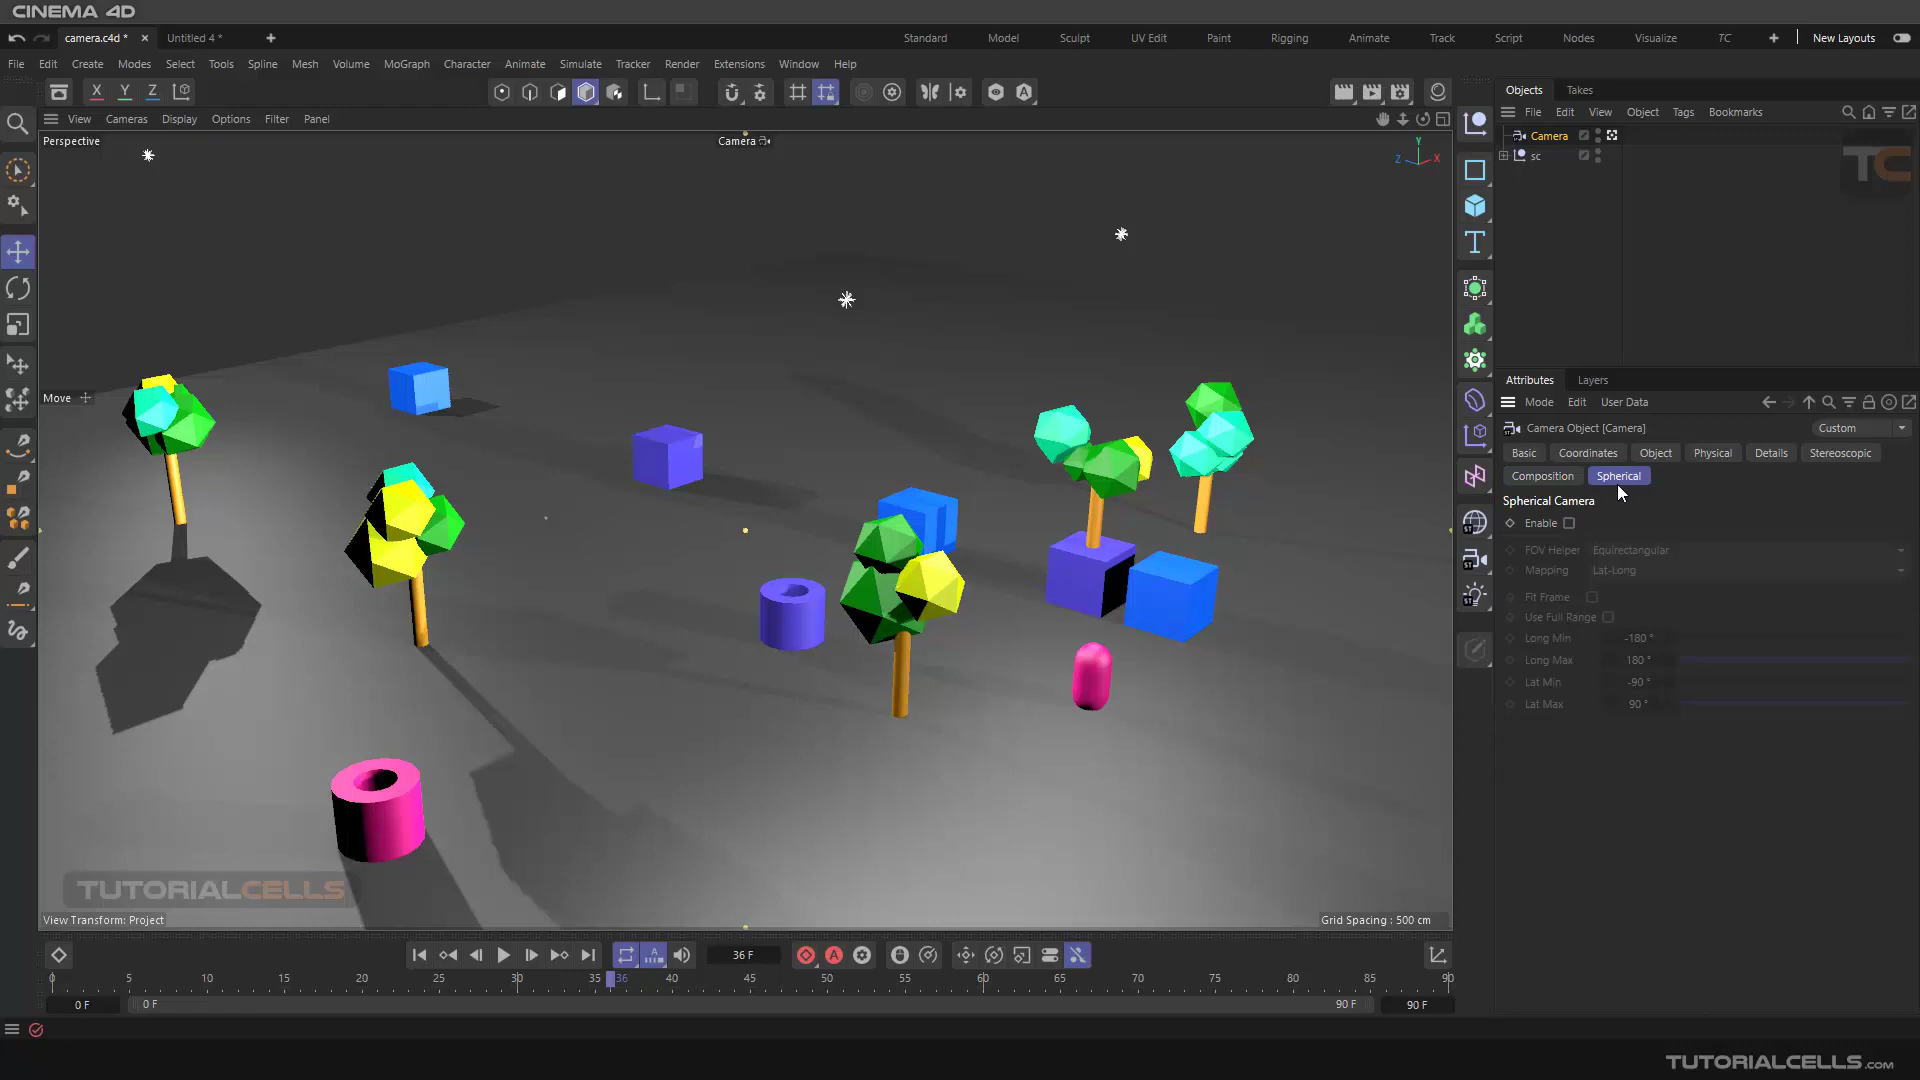 CINEMA 4D
camera.c4d * × Untitled 4 * +
Standard Model Sculpt UV Edit Paint Rigging Animate Track Script Nodes Visualize TC + New Layouts
File Edit Create Modes Select Tools Spline Mesh Volume MoGraph Character Animate Simulate Tracker Render Extensions Window Help
X Y Z
View Cameras Display Options Filter Panel
Perspective
Camera
Y
Z X
Move
TUTORIALCELLS
View Transform: Project
Grid Spacing : 500 cm
Objects Takes
File Edit View Object Tags Bookmarks
Camera
sc
TC
Attributes Layers
Mode Edit User Data
Camera Object [Camera]
Custom
Basic Coordinates Object Physical Details Stereoscopic
Composition Spherical
Spherical Camera
Enable
FOV Helper Equirectangular
Mapping Lat-Long
Fit Frame
Use Full Range
Long Min -180 °
Long Max 180 °
Lat Min -90 °
Lat Max 90 °
ST
ST
ST
36 F
0 5 10 15 20 25 30 35 36 40 45 50 55 60 65 70 75 80 85 90
0 F 0 F 90 F 90 F
TUTORIALCELLS.com